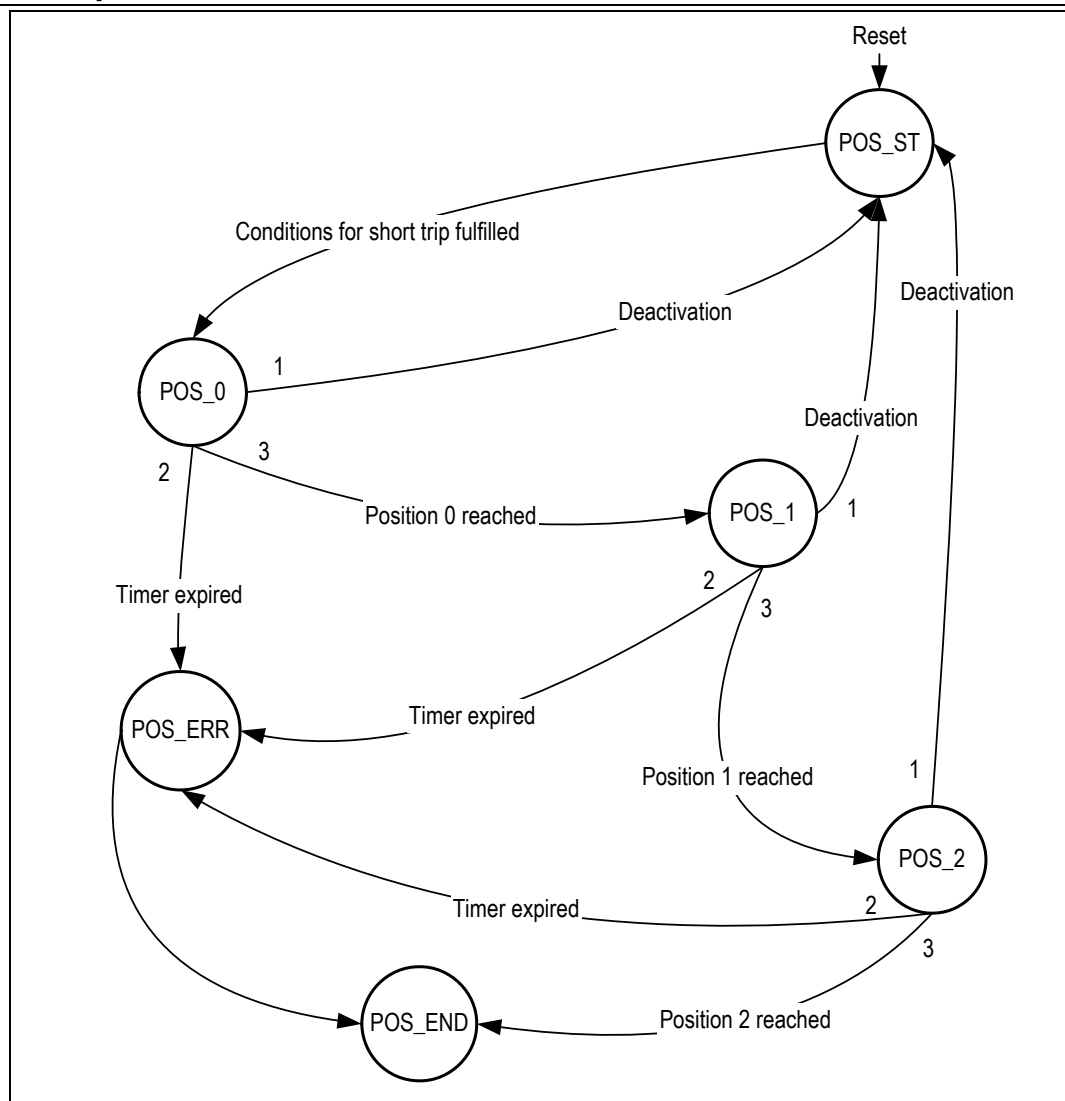 Reset
POS_ST
Conditions for short trip fulfilled
Deactivation
Deactivation
1
POS_0
Deactivation
3
2
Position 0 reached
POS_1
1
Timer expired
2
3
Timer expired
POS_ERR
Position 1 reached
1
POS_2
Timer expired
2
3
POS_END
Position 2 reached